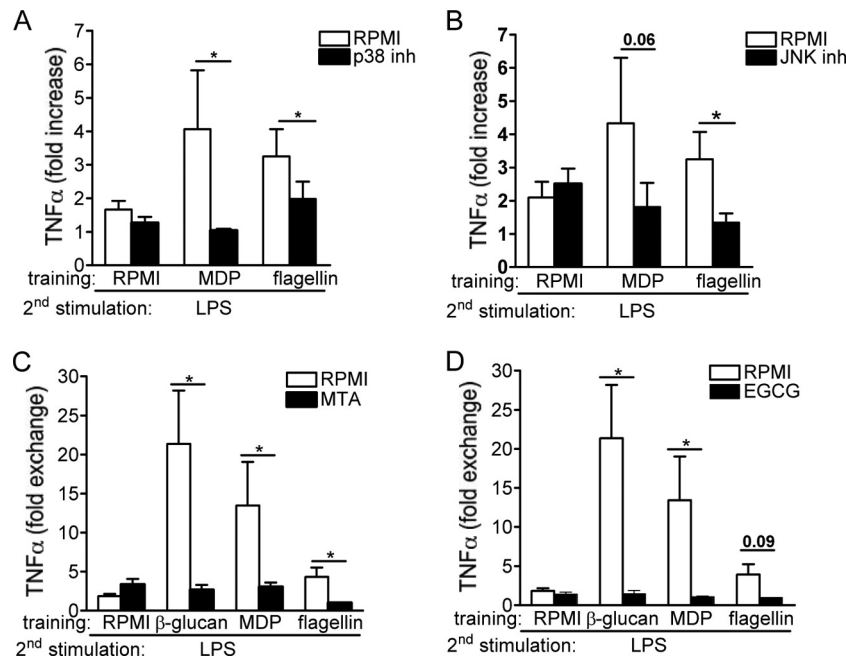 A
TNFα (fold increase)
7
6
5
4
3
2
1
0
RPMI
p38 inh
*
*
training: RPMI MDP flagellin
2nd stimulation: LPS
B
TNFα (fold increase)
7
6
5
4
3
2
1
0
RPMI
JNK inh
0.06
*
training: RPMI MDP flagellin
2nd stimulation: LPS
C
TNFα (fold exchange)
30
25
20
15
10
5
0
RPMI
MTA
*
*
*
training: RPMI β-glucan MDP flagellin
2nd stimulation: LPS
D
TNFα (fold exchange)
30
25
20
15
10
5
0
RPMI
EGCG
*
*
0.09
training: RPMI β-glucan MDP flagellin
2nd stimulation: LPS